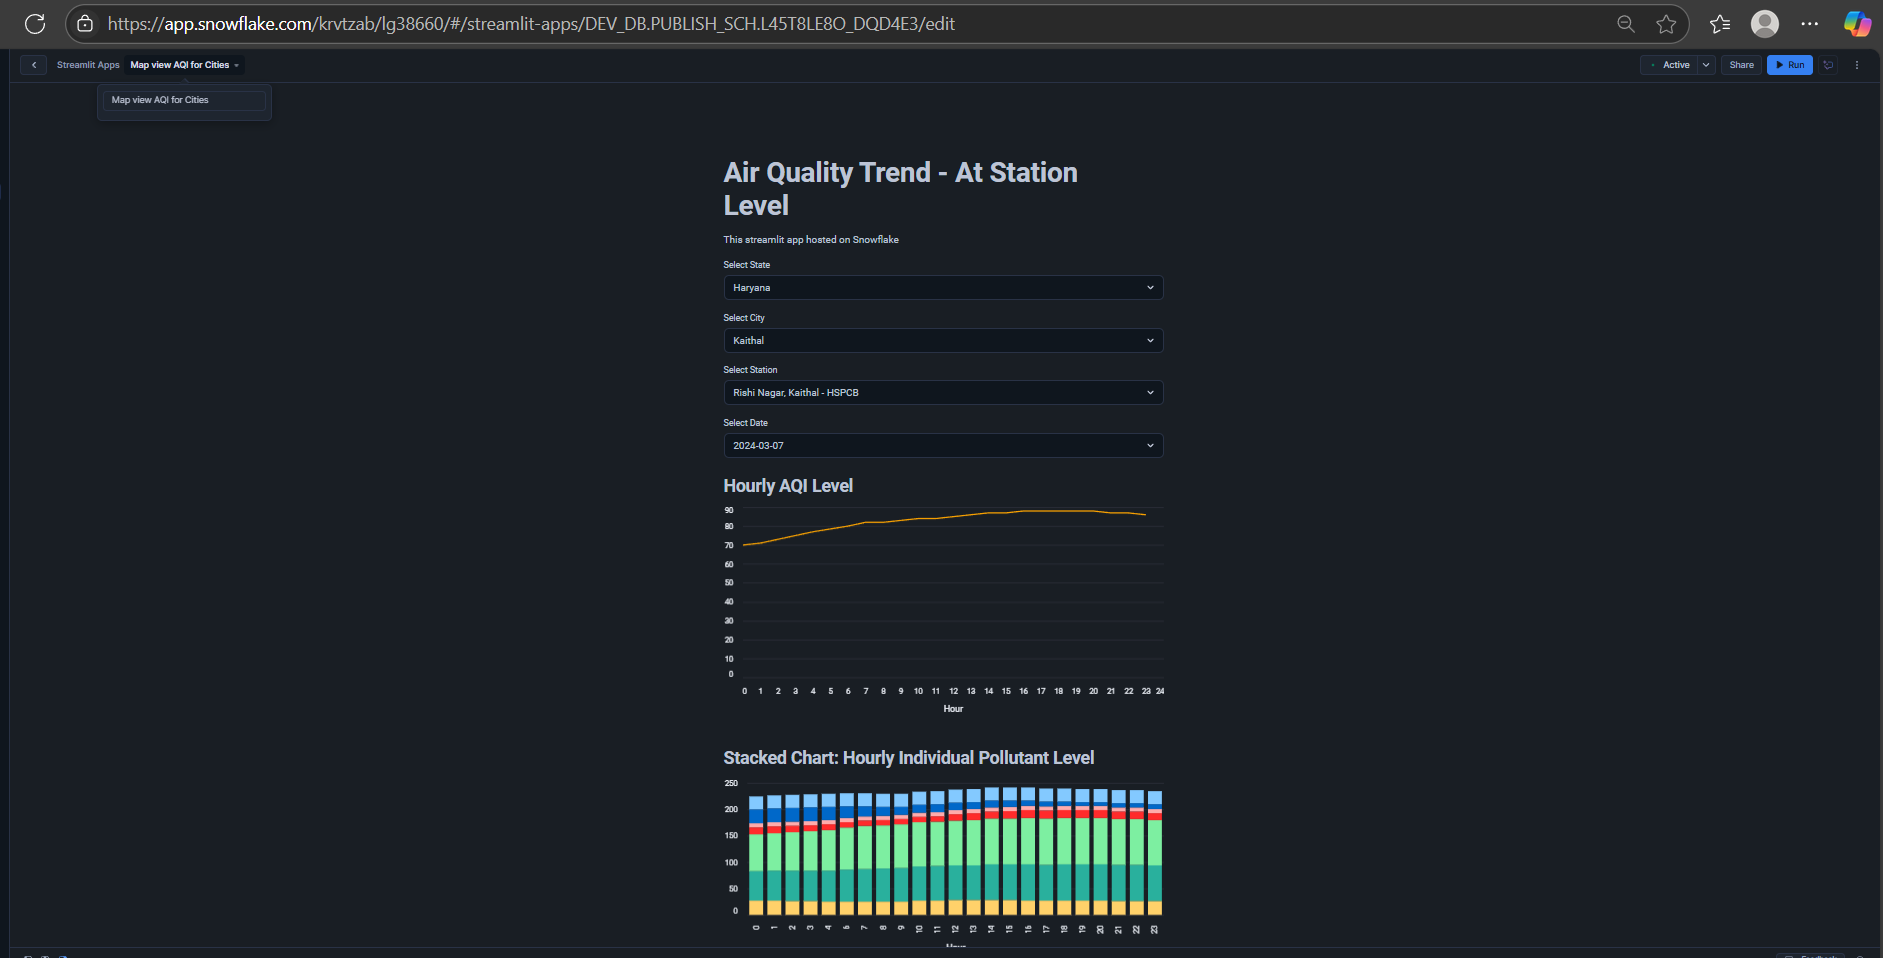 https://app.snowflake.com/krvtzab/lg38660/#/streamlit-apps/DEV_DB.PUBLISH_SCH.L45T8LE8O_DQD4E3/edit
Streamlit Apps Map view AQI for Cities
Active Share Run
Map view AQI for Cities
Air Quality Trend - At Station
Level
This streamlit app hosted on Snowflake
Select State
Haryana
Select City
Kaithal
Select Station
Rishi Nagar, Kaithal - HSPCB
Select Date
2024-03-07
Hourly AQI Level
90
80
70
60
50
40
30
20
10
0
0 1 2 3 4 5 6 7 8 9 10 11 12 13 14 15 16 17 18 19 20 21 22 23 24
Hour
Stacked Chart: Hourly Individual Pollutant Level
250
200
150
100
50
0
0 1 2 3 4 5 6 7 8 9 10 11 12 13 14 15 16 17 18 19 20 21 22 23
Hour
Feedback